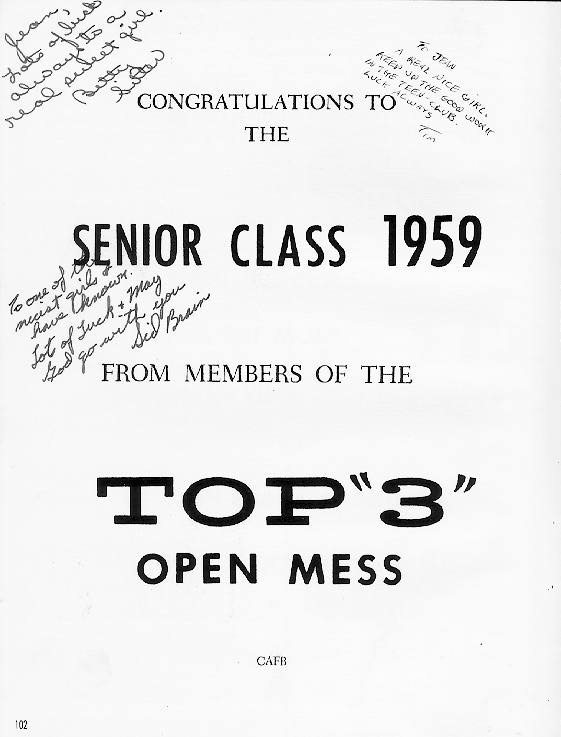 Jean,
Lots of luck
always to a
real sweet girl.
Betti
To JEAN
A REAL NICE GIRL.
KEEP UP THE GOOD WORK
IN THE TEEN-CLUB.
LUCK ALWAYS
Tim
CONGRATULATIONS TO
THE
SENIOR CLASS 1959
To one of the
neicst girls I
have known.
Lot of Luck + May
God go with you
Sid Brain
FROM MEMBERS OF THE
TOP "3"
OPEN MESS
CAFB
102